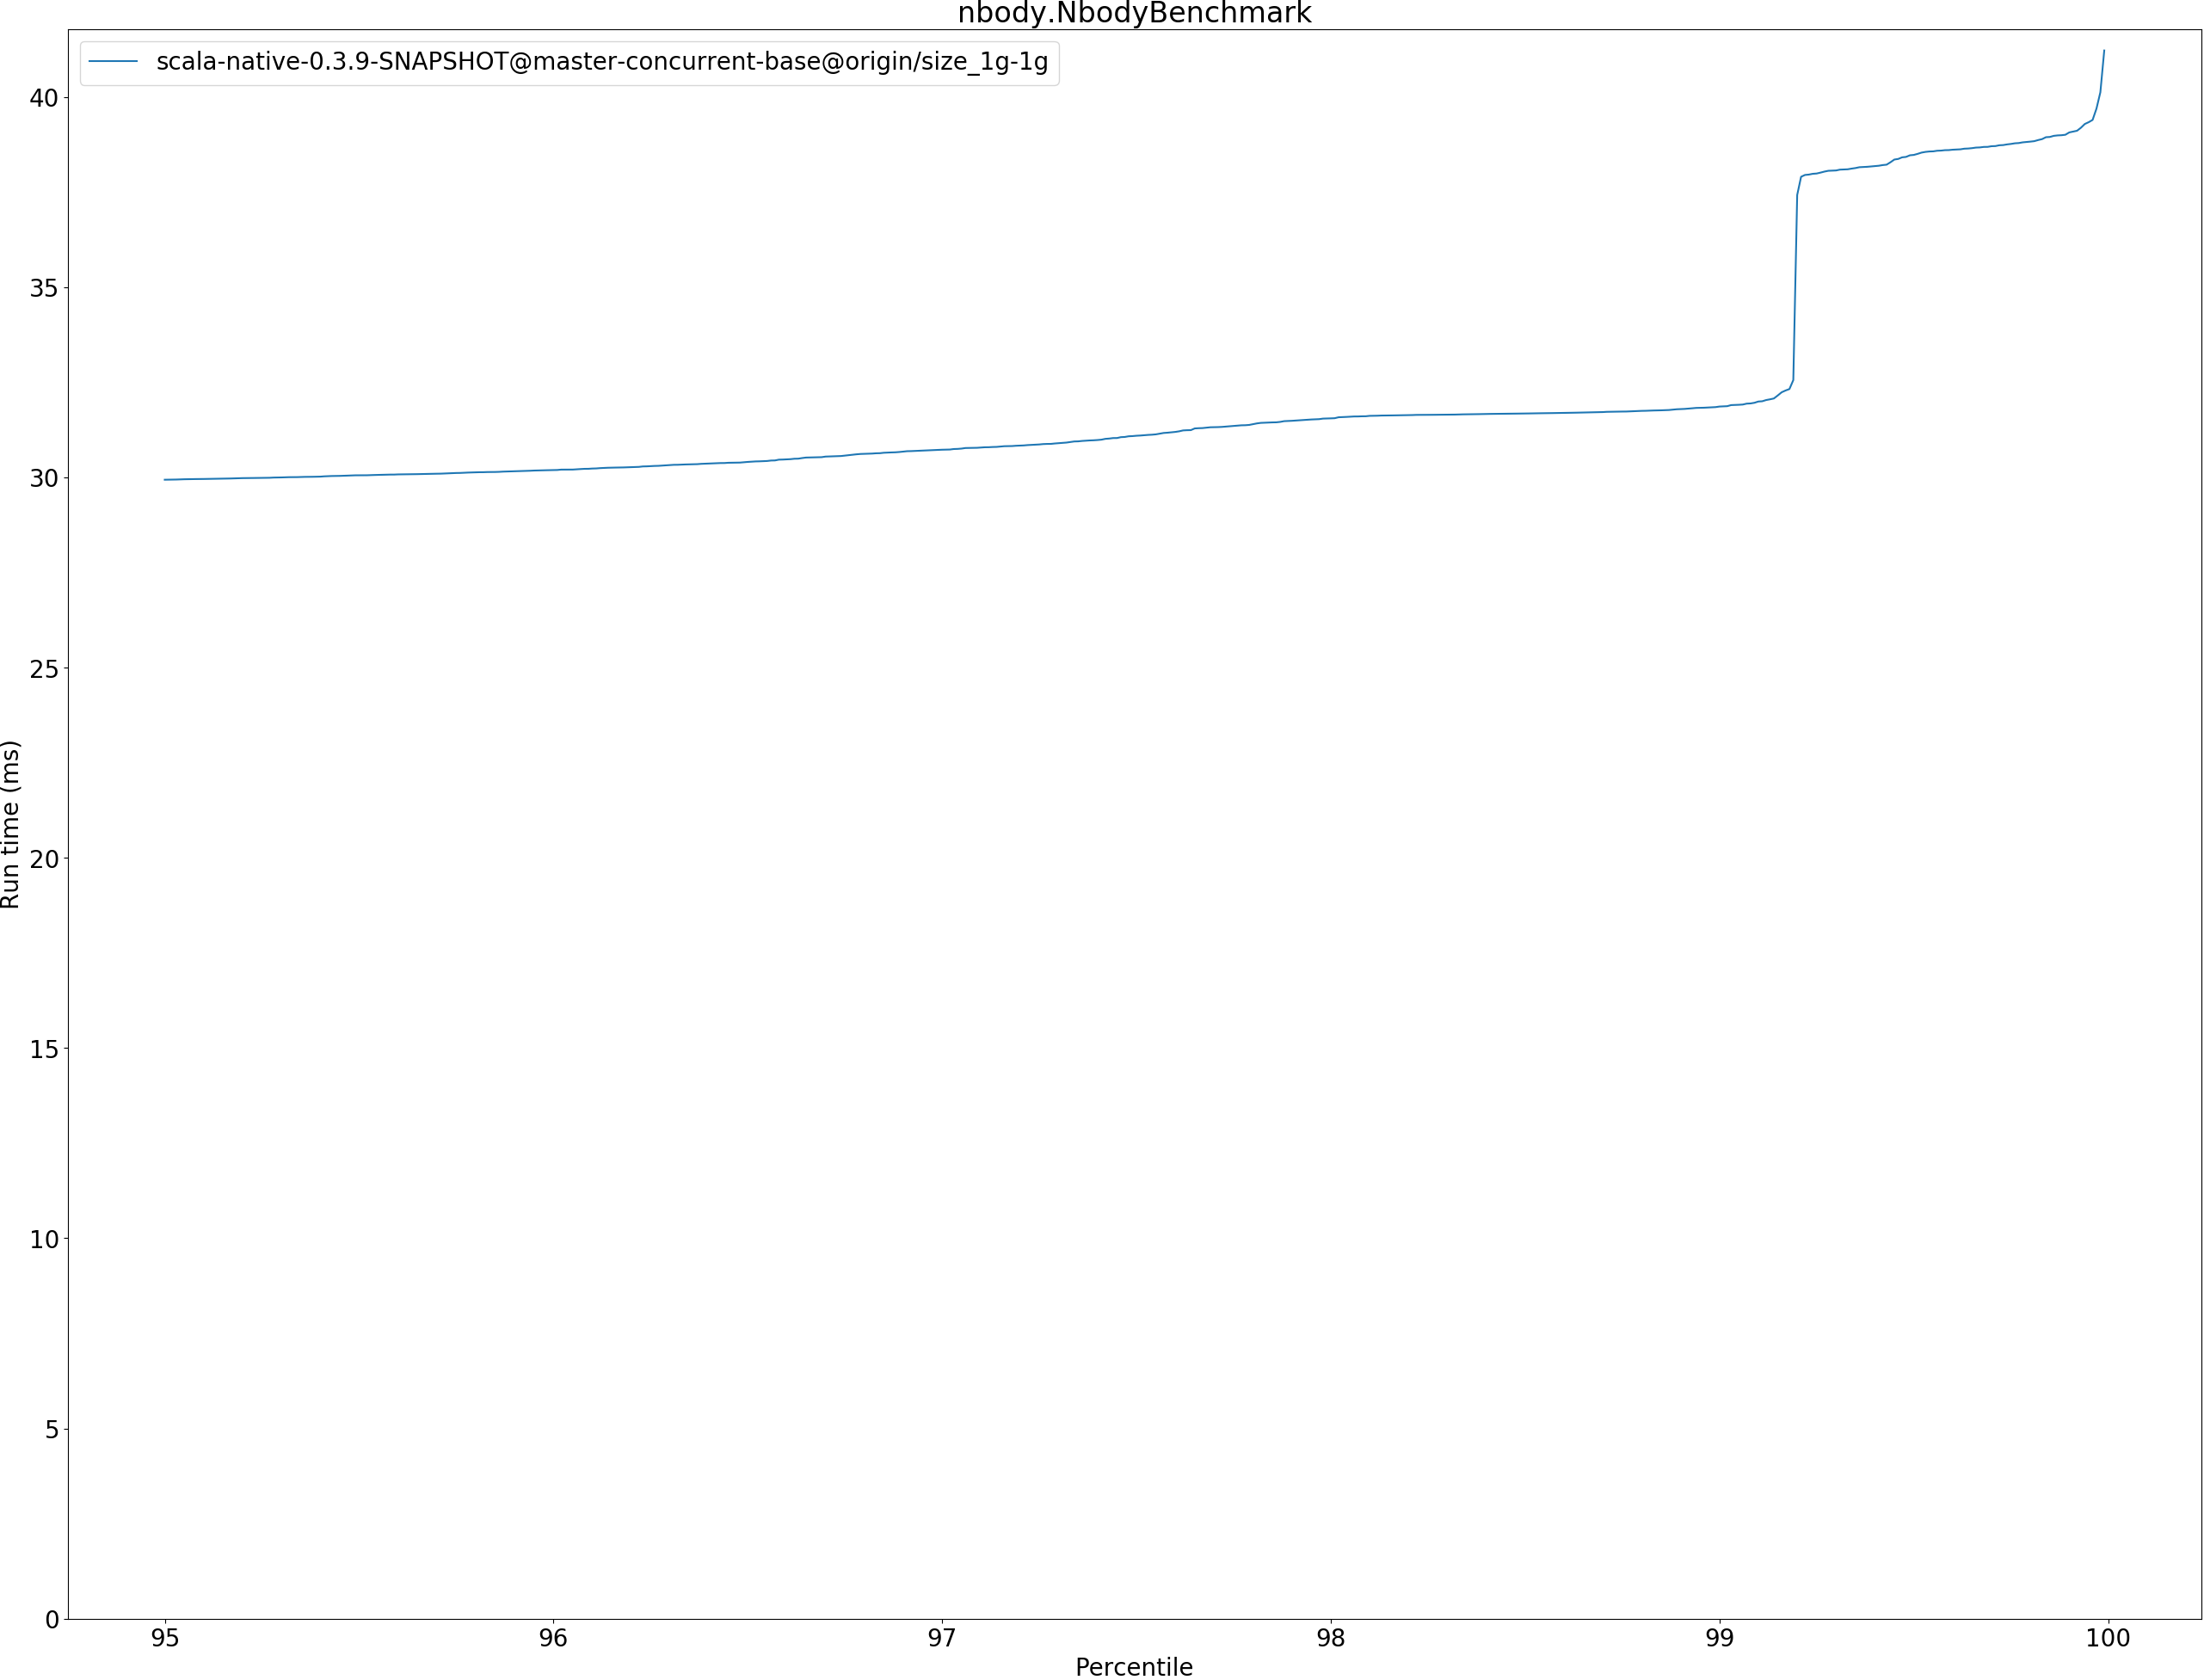 nbody.NbodyBenchmark
scala-native-0.3.9-SNAPSHOT@master-concurrent-base@origin/size_1g-1g
40
35
30
25
20
15
10
5
0
Run time (ms)
95 96 97 98 99 100
Percentile